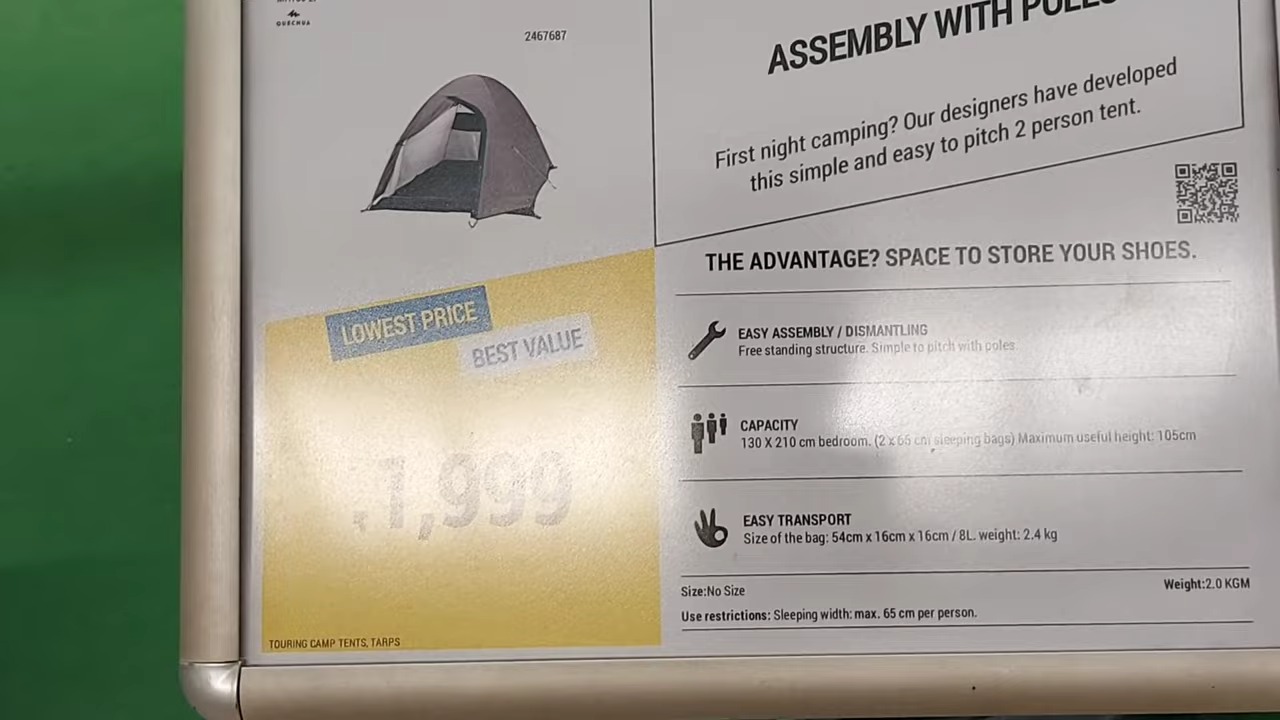 QUECHUA
2467687
ASSEMBLY WITH
First night camping? Our designers have developed
this simple and easy to pitch 2 person tent.
THE ADVANTAGE? SPACE TO STORE YOUR SHOES.
LOWEST PRICE
BEST VALUE
1,999
TOURING CAMP TENTS, TARPS
EASY ASSEMBLY / DISMANTLING
Free standing structure. Simple to pitch with poles.
CAPACITY
130 X 210 cm bedroom. (2 x 65 cm sleeping bags) Maximum useful height: 105cm
EASY TRANSPORT
Size of the bag: 54cm x 16cm x 16cm / 8L. weight: 2.4 kg
Size:No Size
Weight:2.0 KGM
Use restrictions: Sleeping width: max. 65 cm per person.